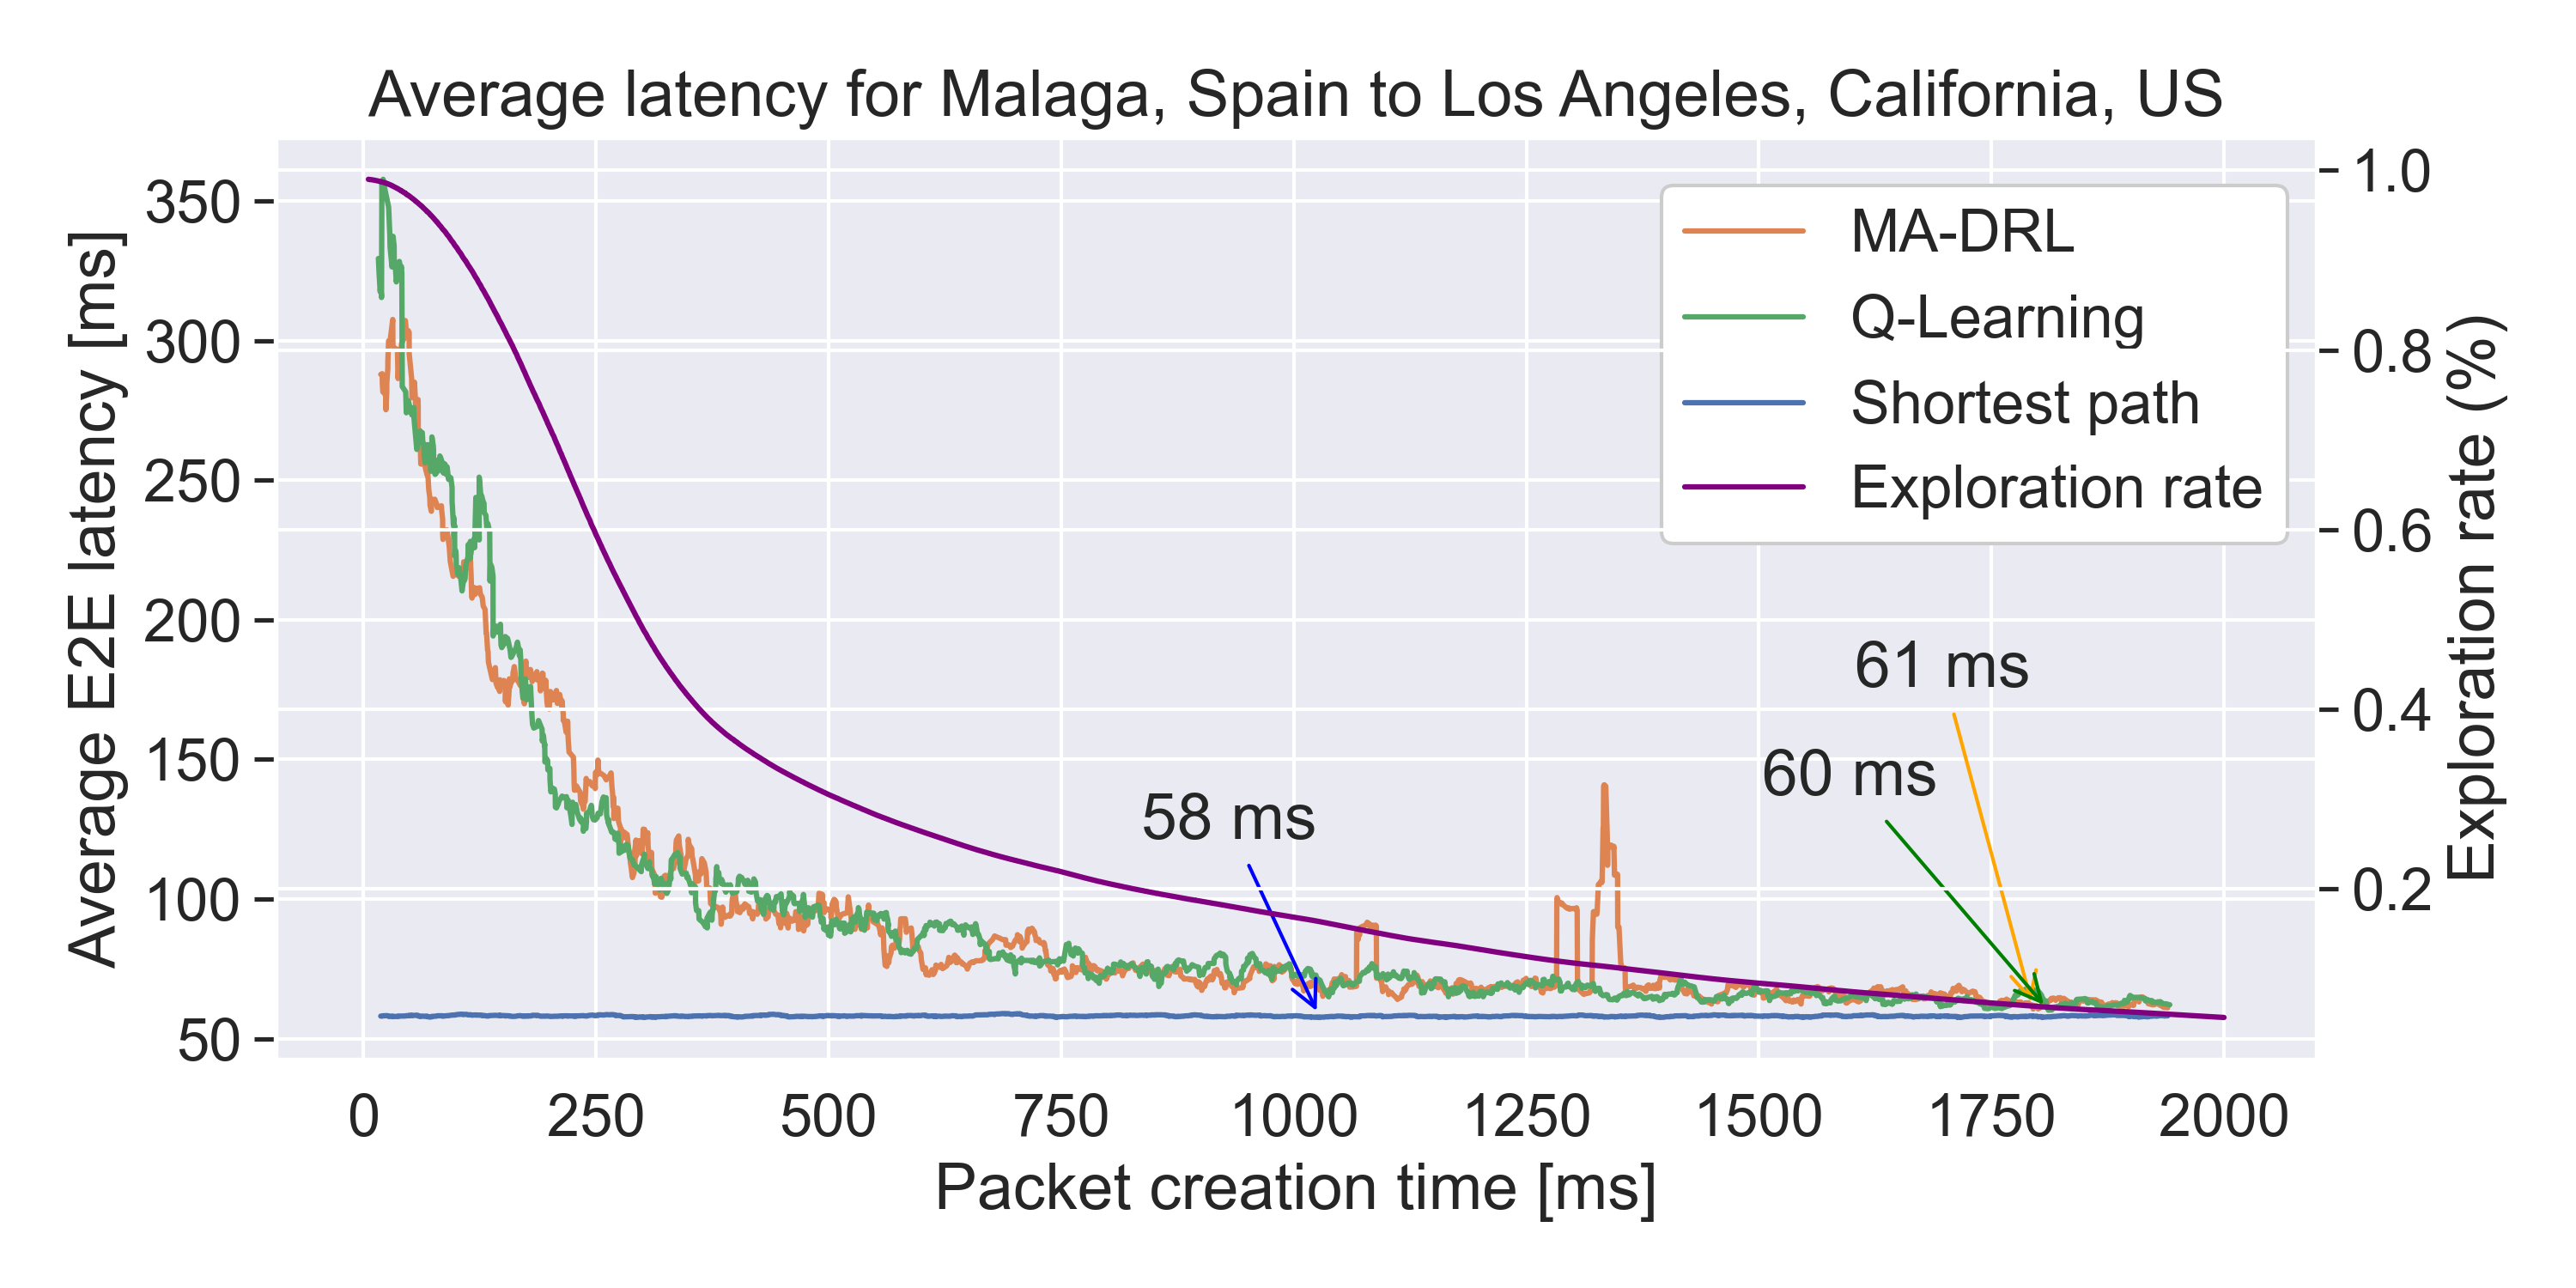 Average latency for Malaga, Spain to Los Angeles, California, US
Average E2E latency [ms]
350
300
250
200
150
100
50
1.0
0.8
0.6
0.4
0.2
Exploration rate (%)
MA-DRL
Q-Learning
Shortest path
Exploration rate
61 ms
60 ms
58 ms
0 250 500 750 1000 1250 1500 1750 2000
Packet creation time [ms]